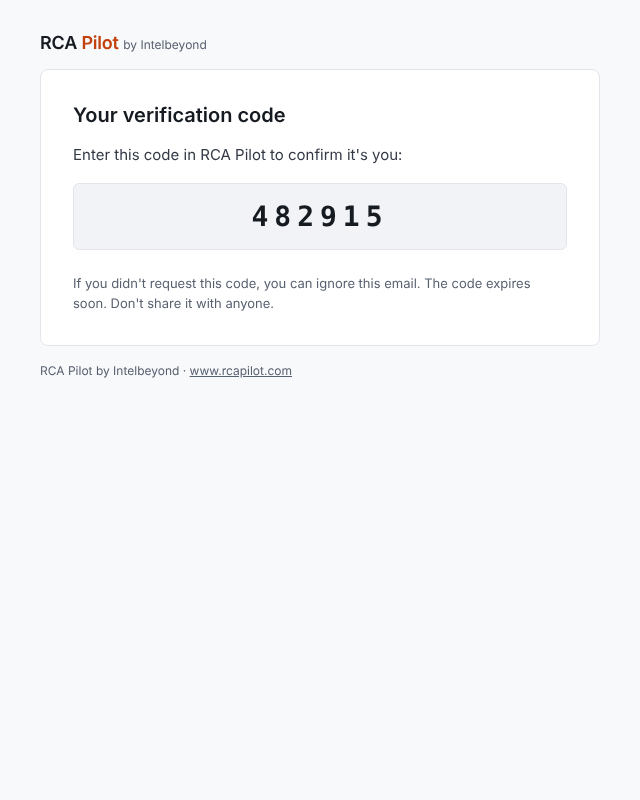 RCA Pilot by Intelbeyond
Your verification code
Enter this code in RCA Pilot to confirm it's you:
482915
If you didn't request this code, you can ignore this email. The code expires
soon. Don't share it with anyone.
RCA Pilot by Intelbeyond · www.rcapilot.com